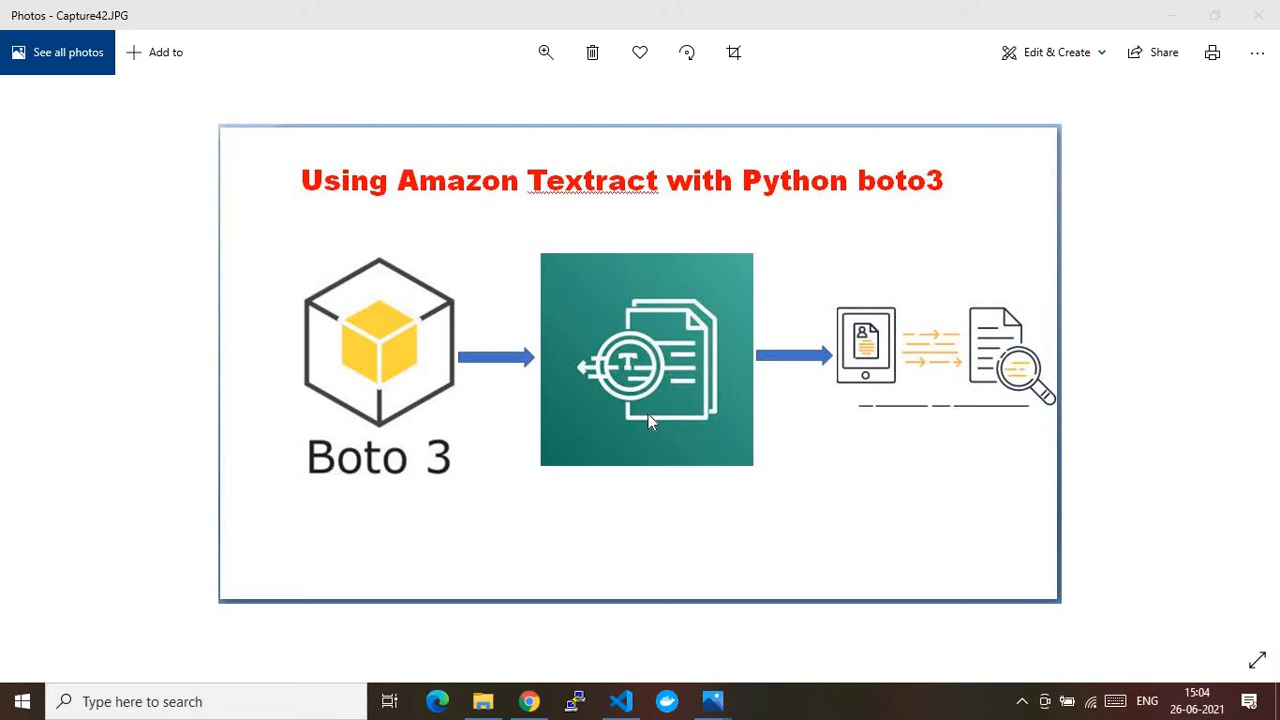 Photos - Capture42.JPG
See all photos
Add to
Edit & Create
Share
Using Amazon Textract with Python boto3
T
Boto 3
Type here to search
ENG
15:04
26-06-2021